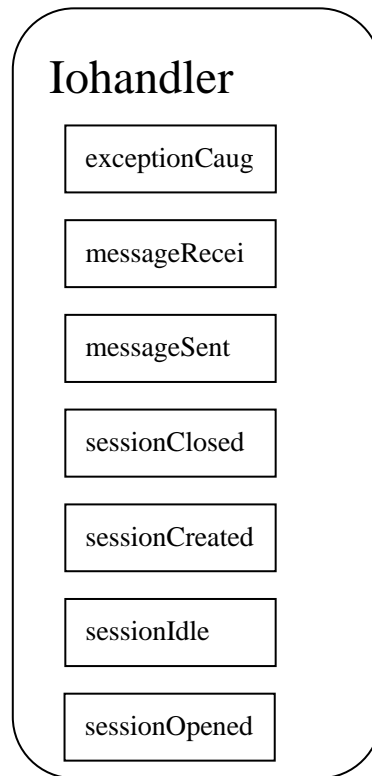 Iohandler
exceptionCaug
messageRecei
messageSent
sessionClosed
sessionCreated
sessionIdle
sessionOpened